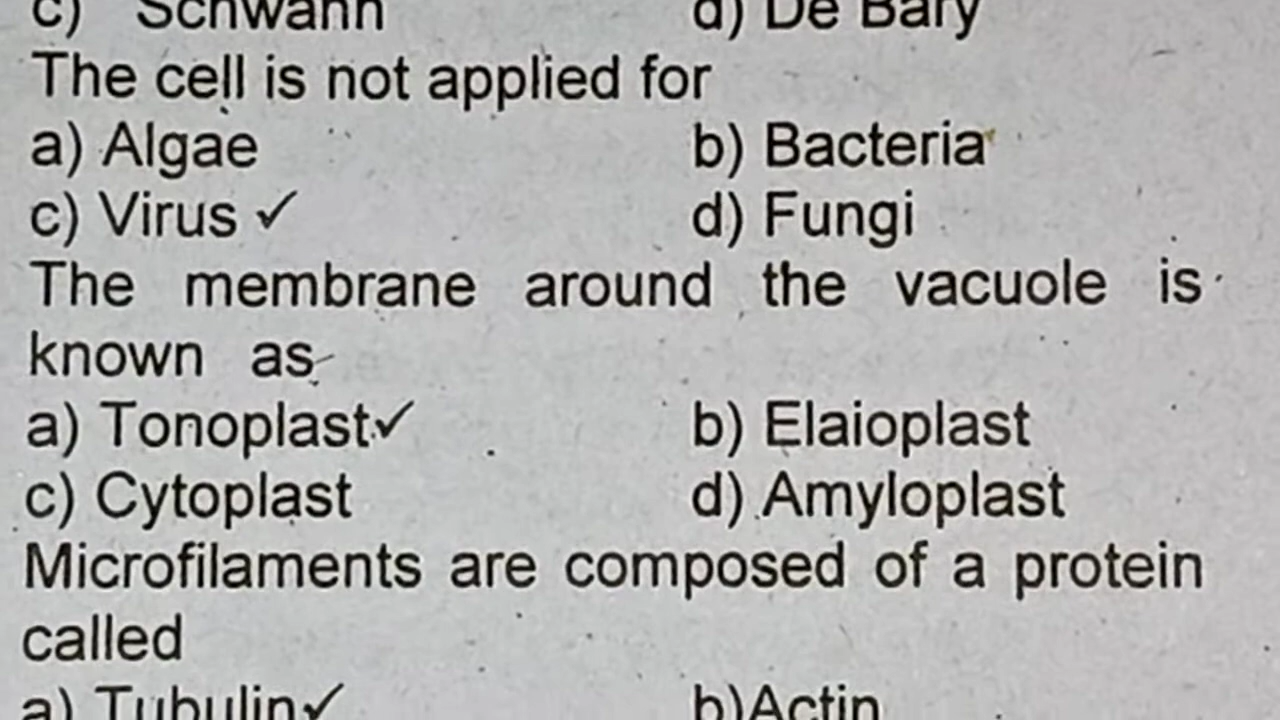 c) Schwann d) De Bary
The cell is not applied for
a) Algae b) Bacteria
c) Virus ✓ d) Fungi
The membrane around the vacuole is
known as
a) Tonoplast✓ b) Elaioplast
c) Cytoplast d) Amyloplast
Microfilaments are composed of a protein
called
a) Tubulin✓ b)Actin